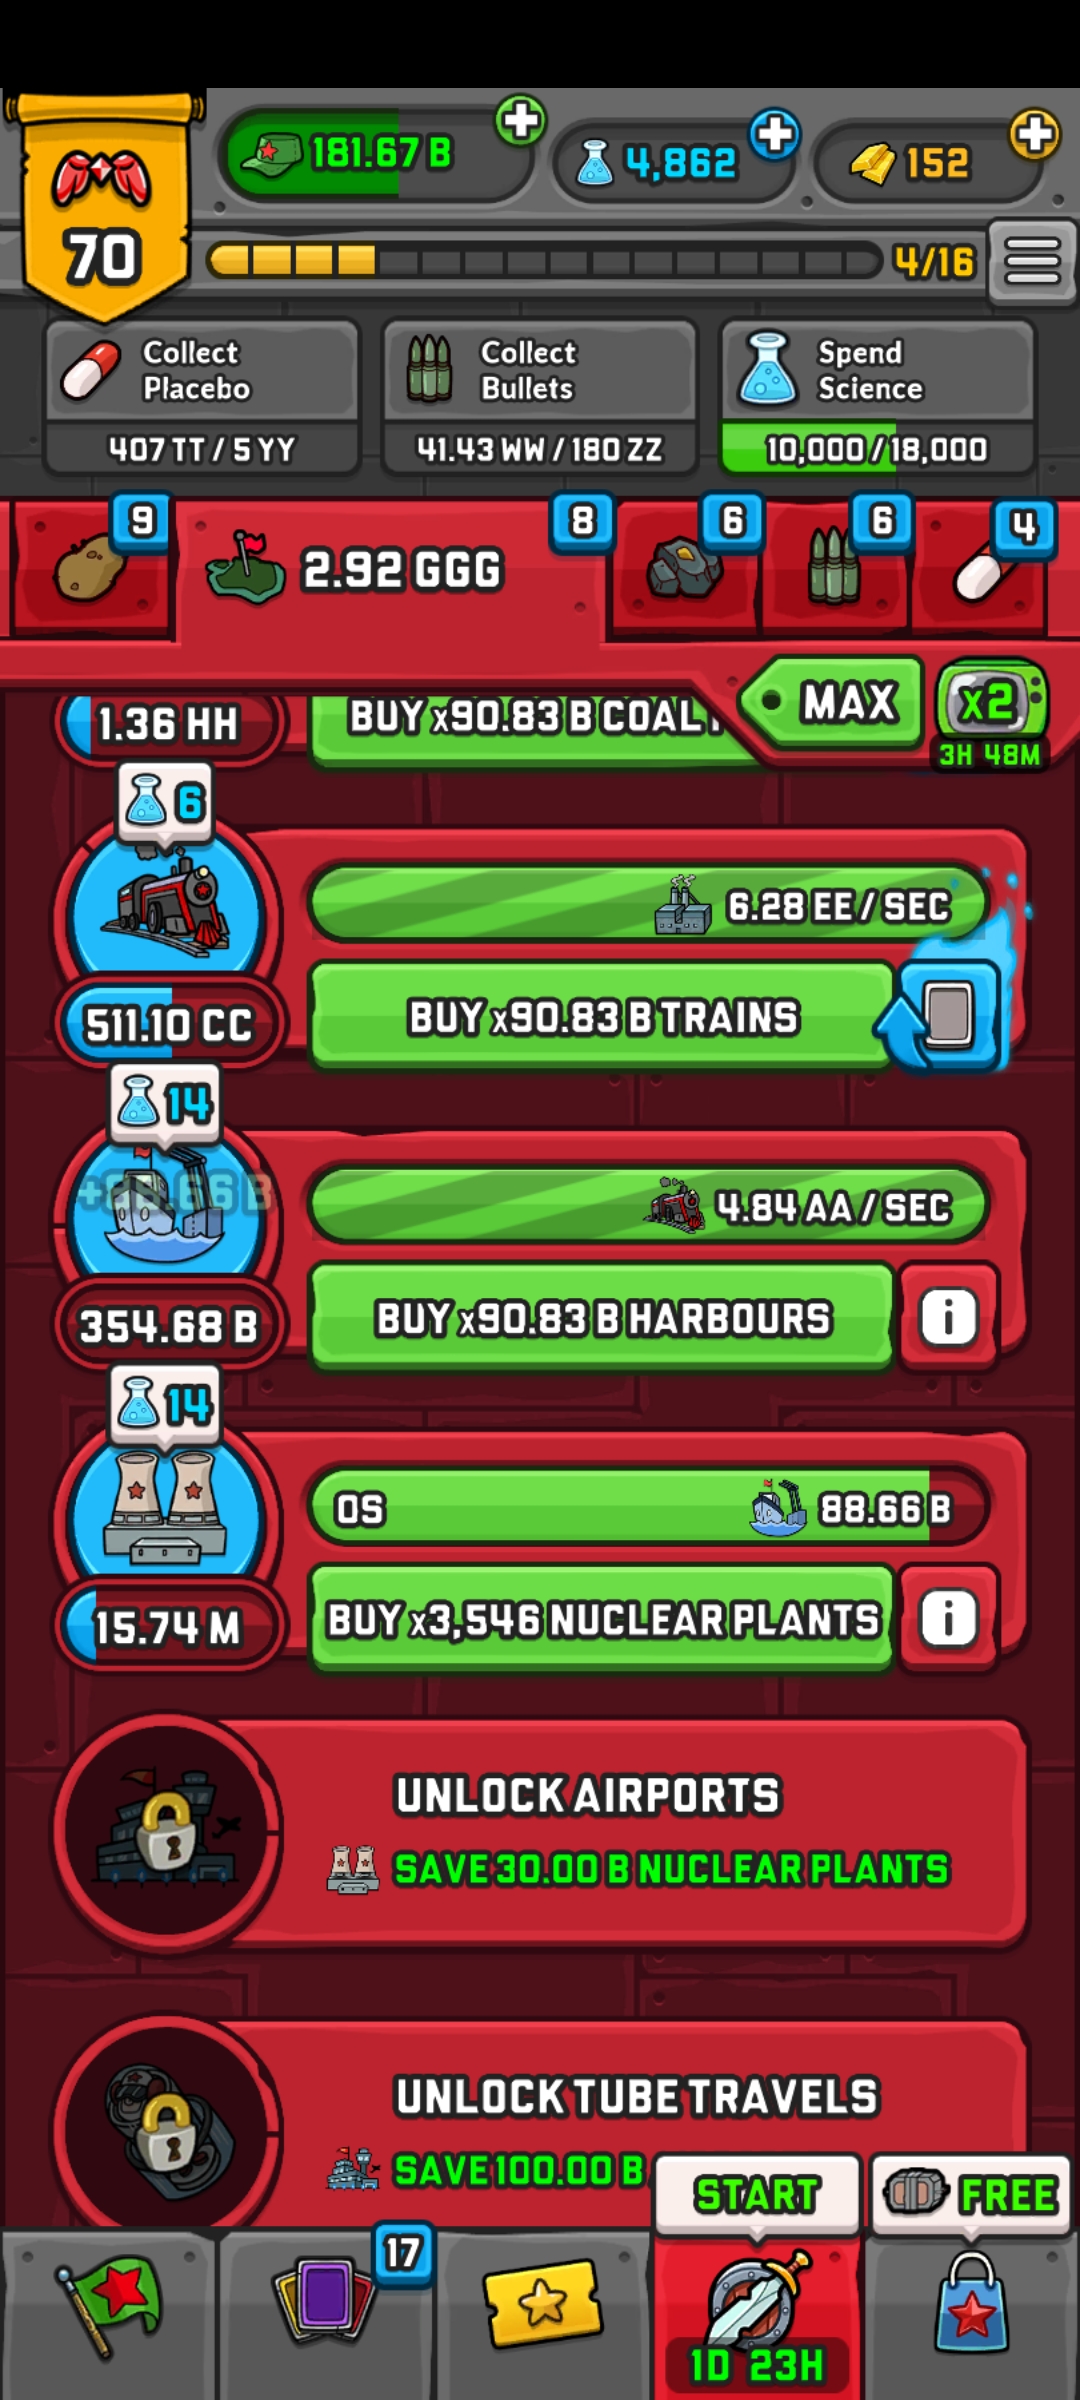 181.67 B
4,862
152
70
4/16
Collect
Placebo
407 TT / 5 YY
Collect
Bullets
41.43 WW / 180 ZZ
Spend
Science
10,000 / 18,000
9
2.92 GGG
8
6
6
4
1.36 HH
BUY x90.83 B COAL
MAX
x2
3H 48M
6
6.28 EE / SEC
511.10 CC
BUY x90.83 B TRAINS
14
+88.66 B
4.84 AA / SEC
354.68 B
BUY x90.83 B HARBOURS
i
14
0S
88.66 B
15.74 M
BUY x3,546 NUCLEAR PLANTS
i
UNLOCK AIRPORTS
SAVE 30.00 B NUCLEAR PLANTS
UNLOCK TUBE TRAVELS
SAVE 100.00 B
START
FREE
17
1D 23H